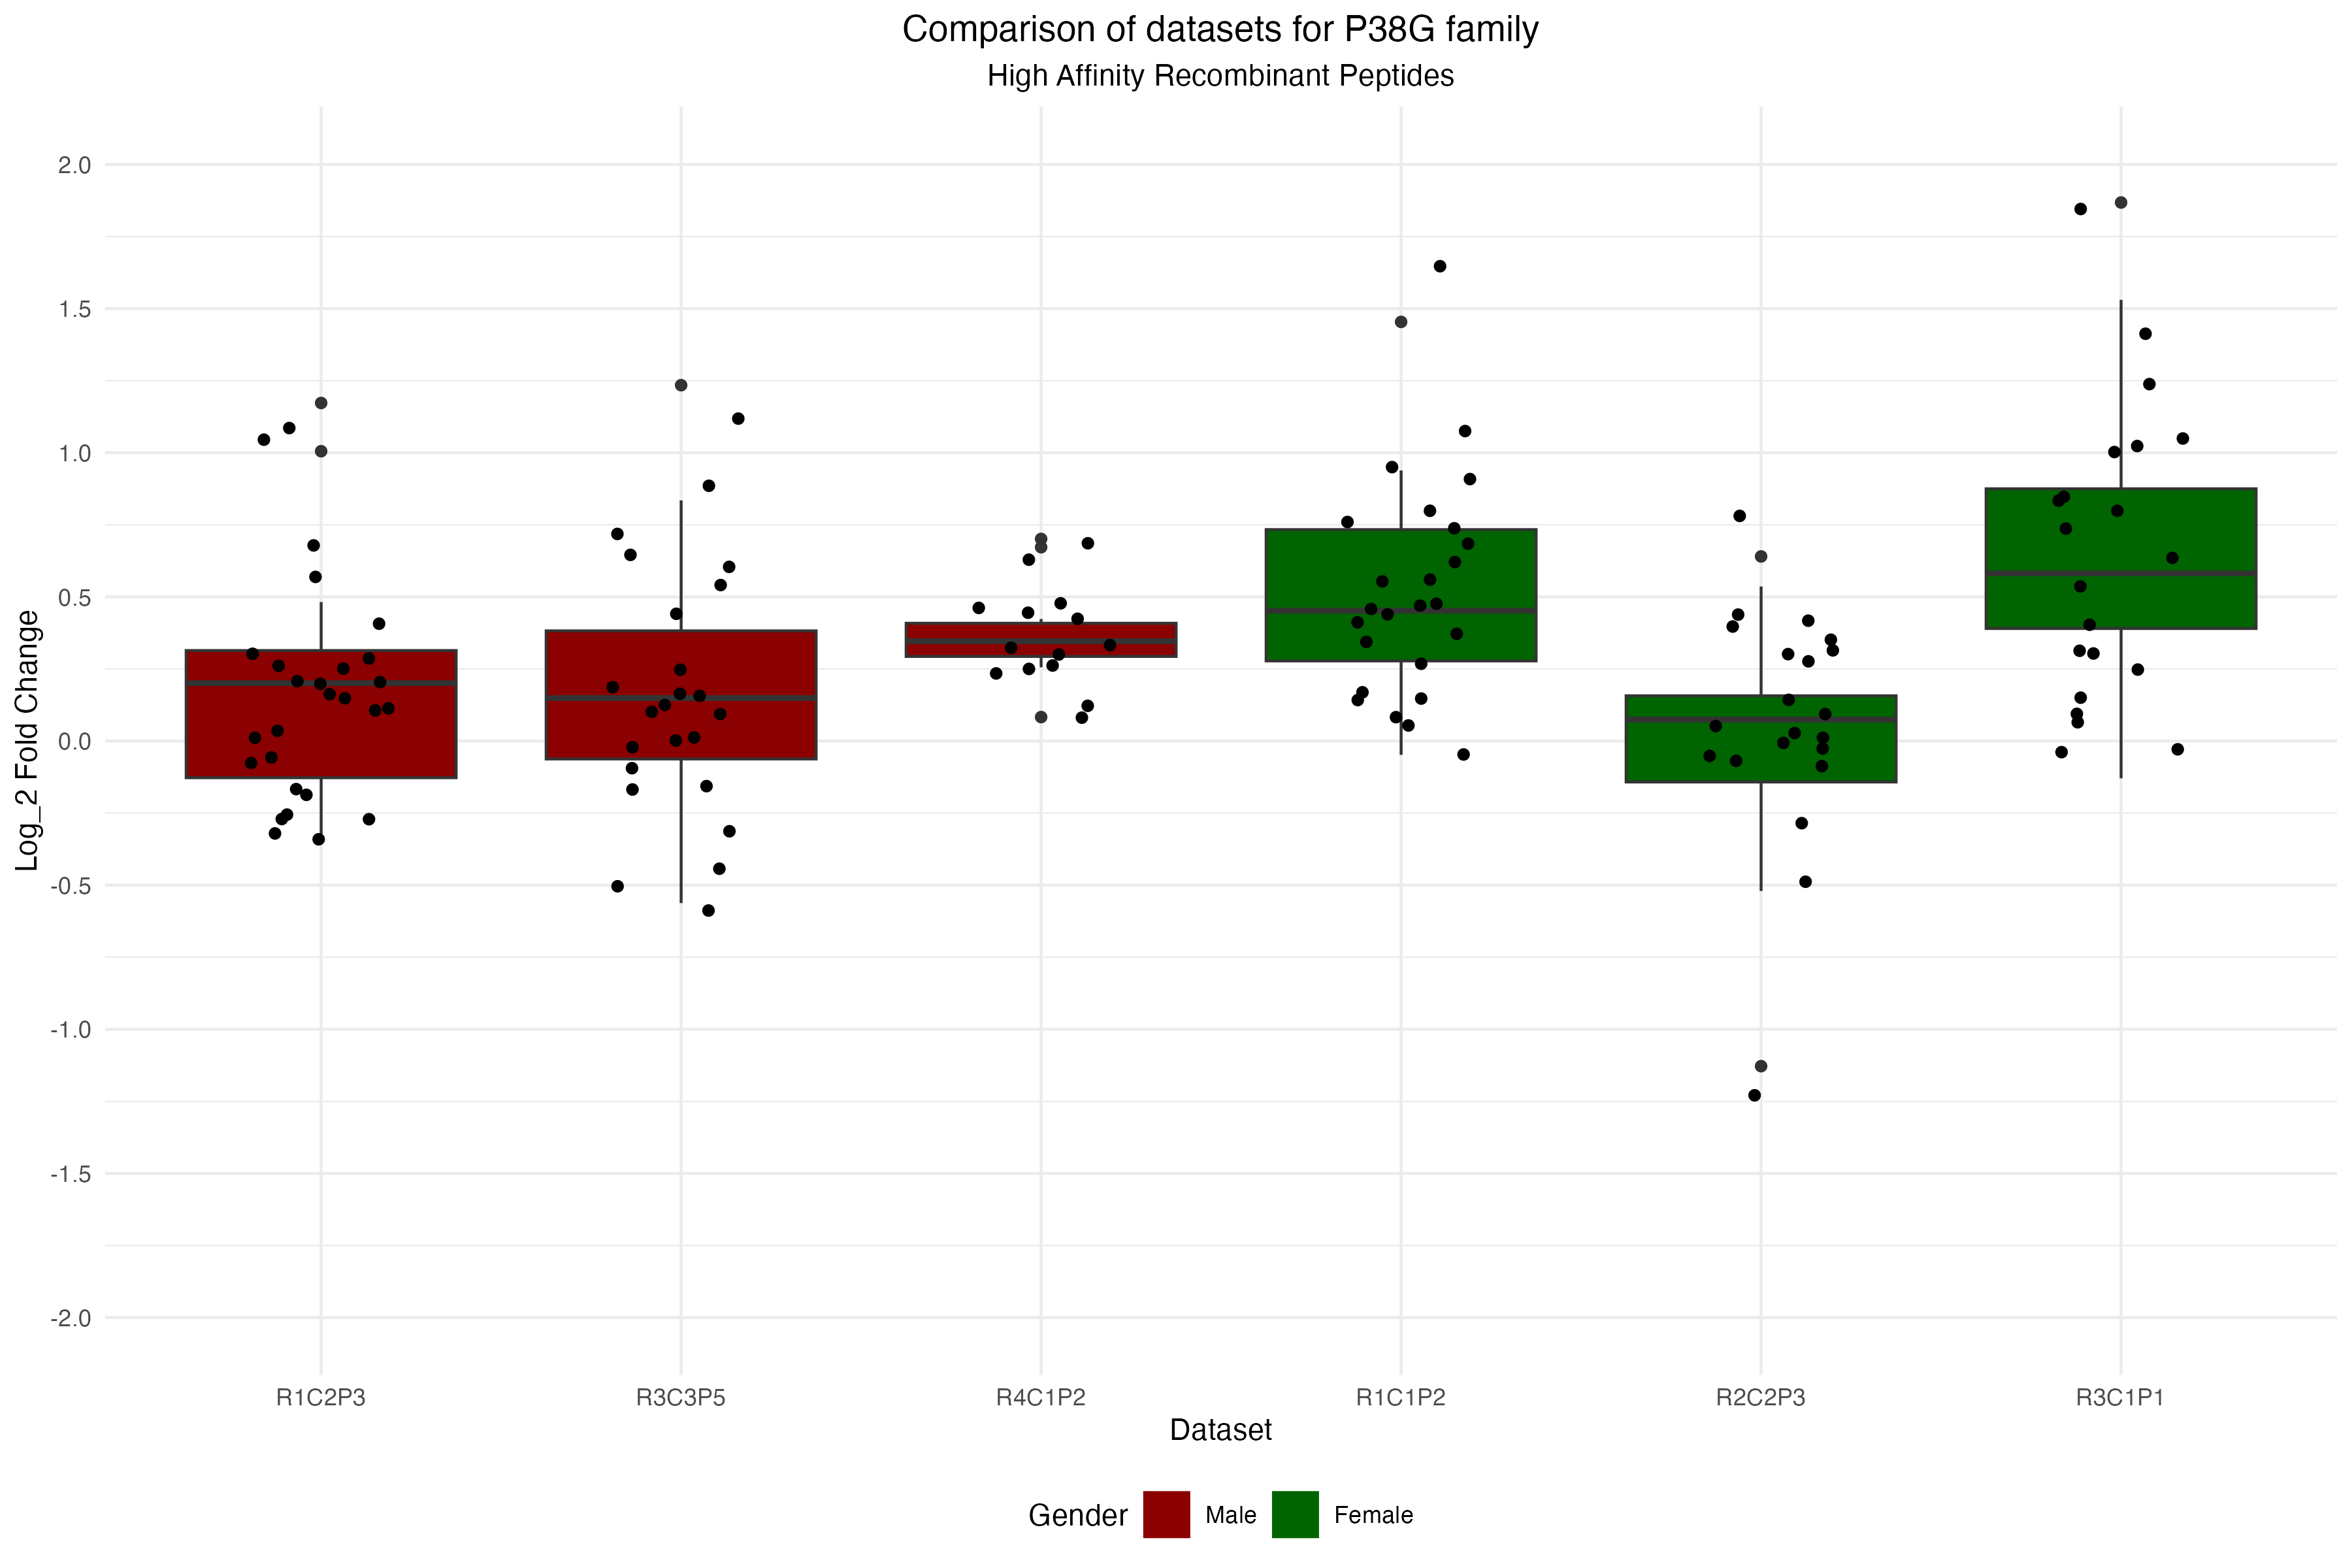 Comparison of datasets for P38G family
High Affinity Recombinant Peptides
Log_2 Fold Change
2.0
1.5
1.0
0.5
0.0
-0.5
-1.0
-1.5
-2.0
R1C2P3 R3C3P5 R4C1P2 R1C1P2 R2C2P3 R3C1P1
Dataset
Gender Male Female